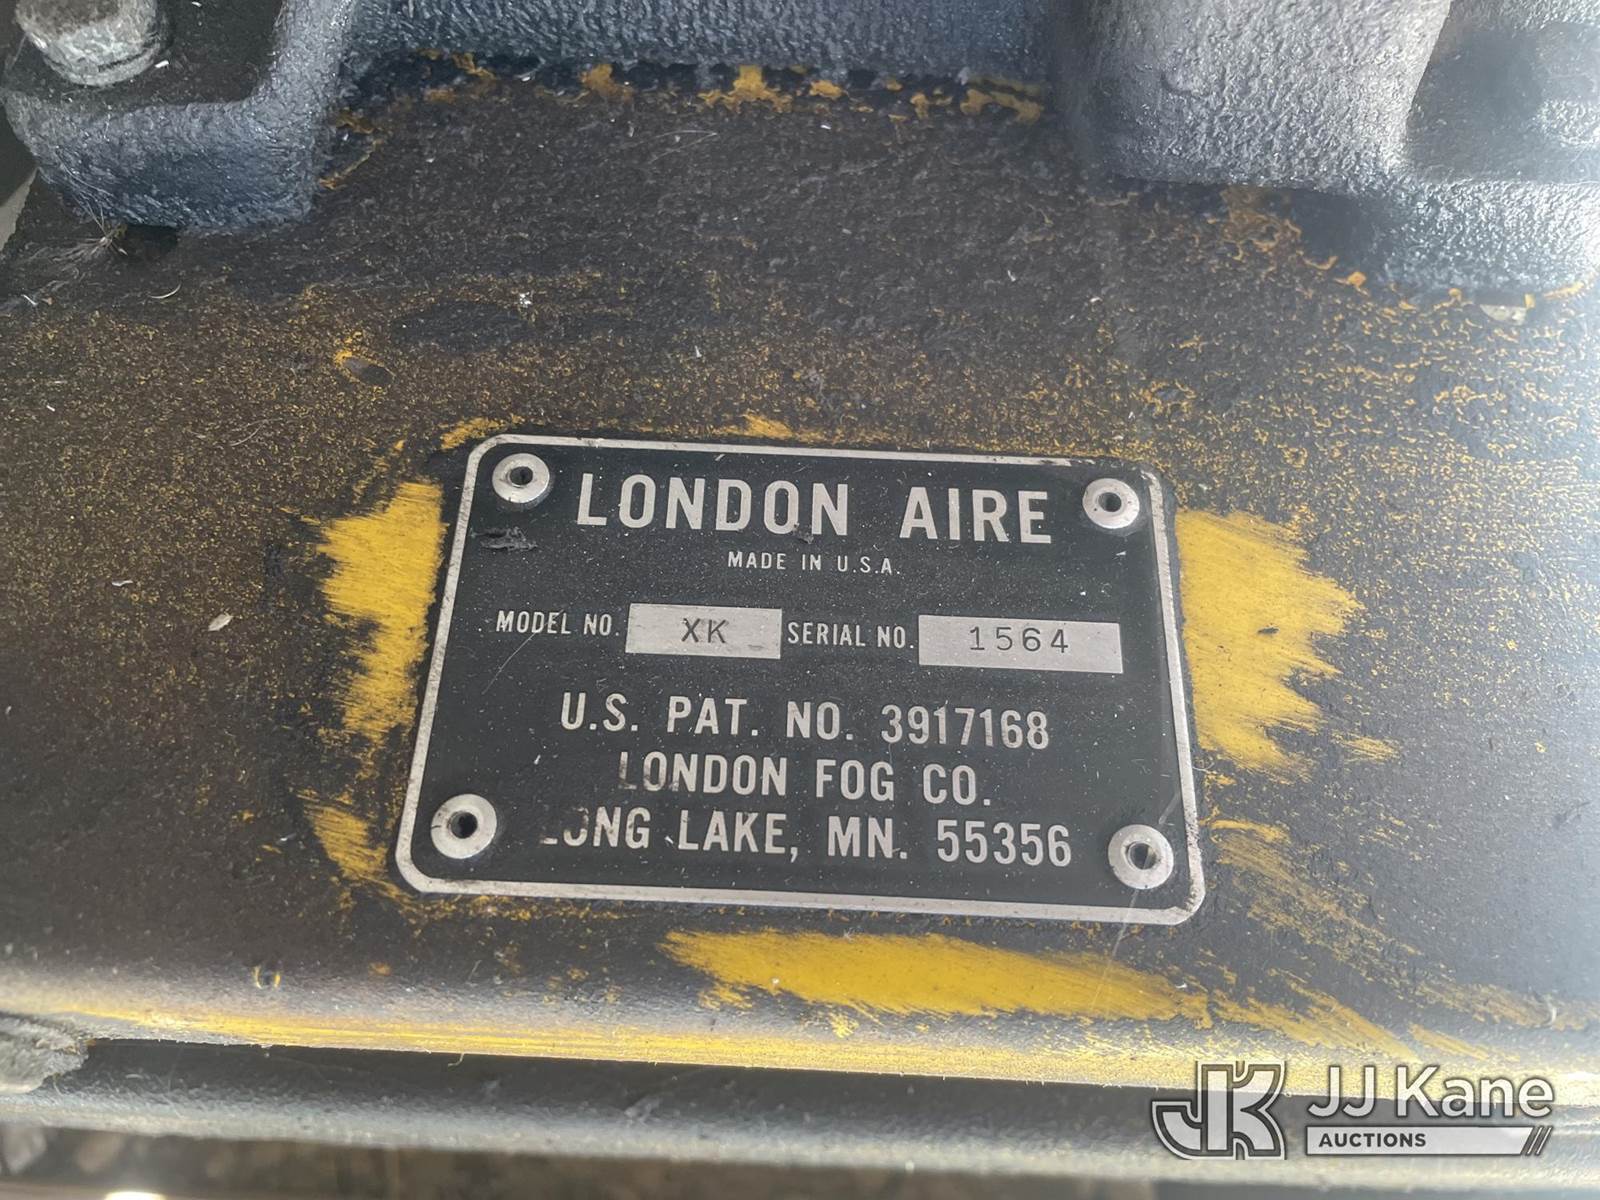 LONDON AIRE
MADE IN U.S.A.
MODEL NO. XK SERIAL NO. 1564
U.S. PAT. NO. 3917168
LONDON FOG CO.
LONG LAKE, MN. 55356
JK JJ Kane
AUCTIONS